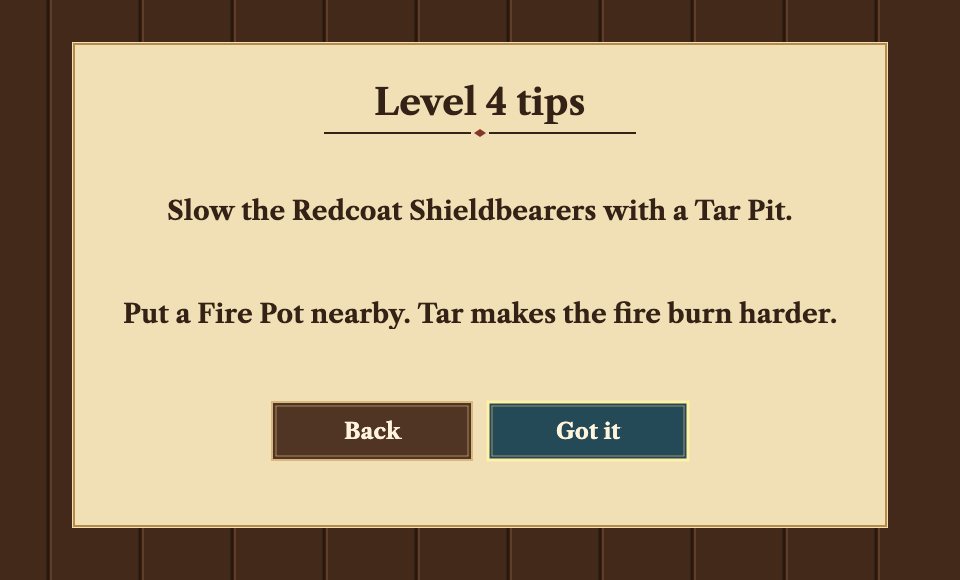 Level 4 tips
Slow the Redcoat Shieldbearers with a Tar Pit.
Put a Fire Pot nearby. Tar makes the fire burn harder.
Back
Got it